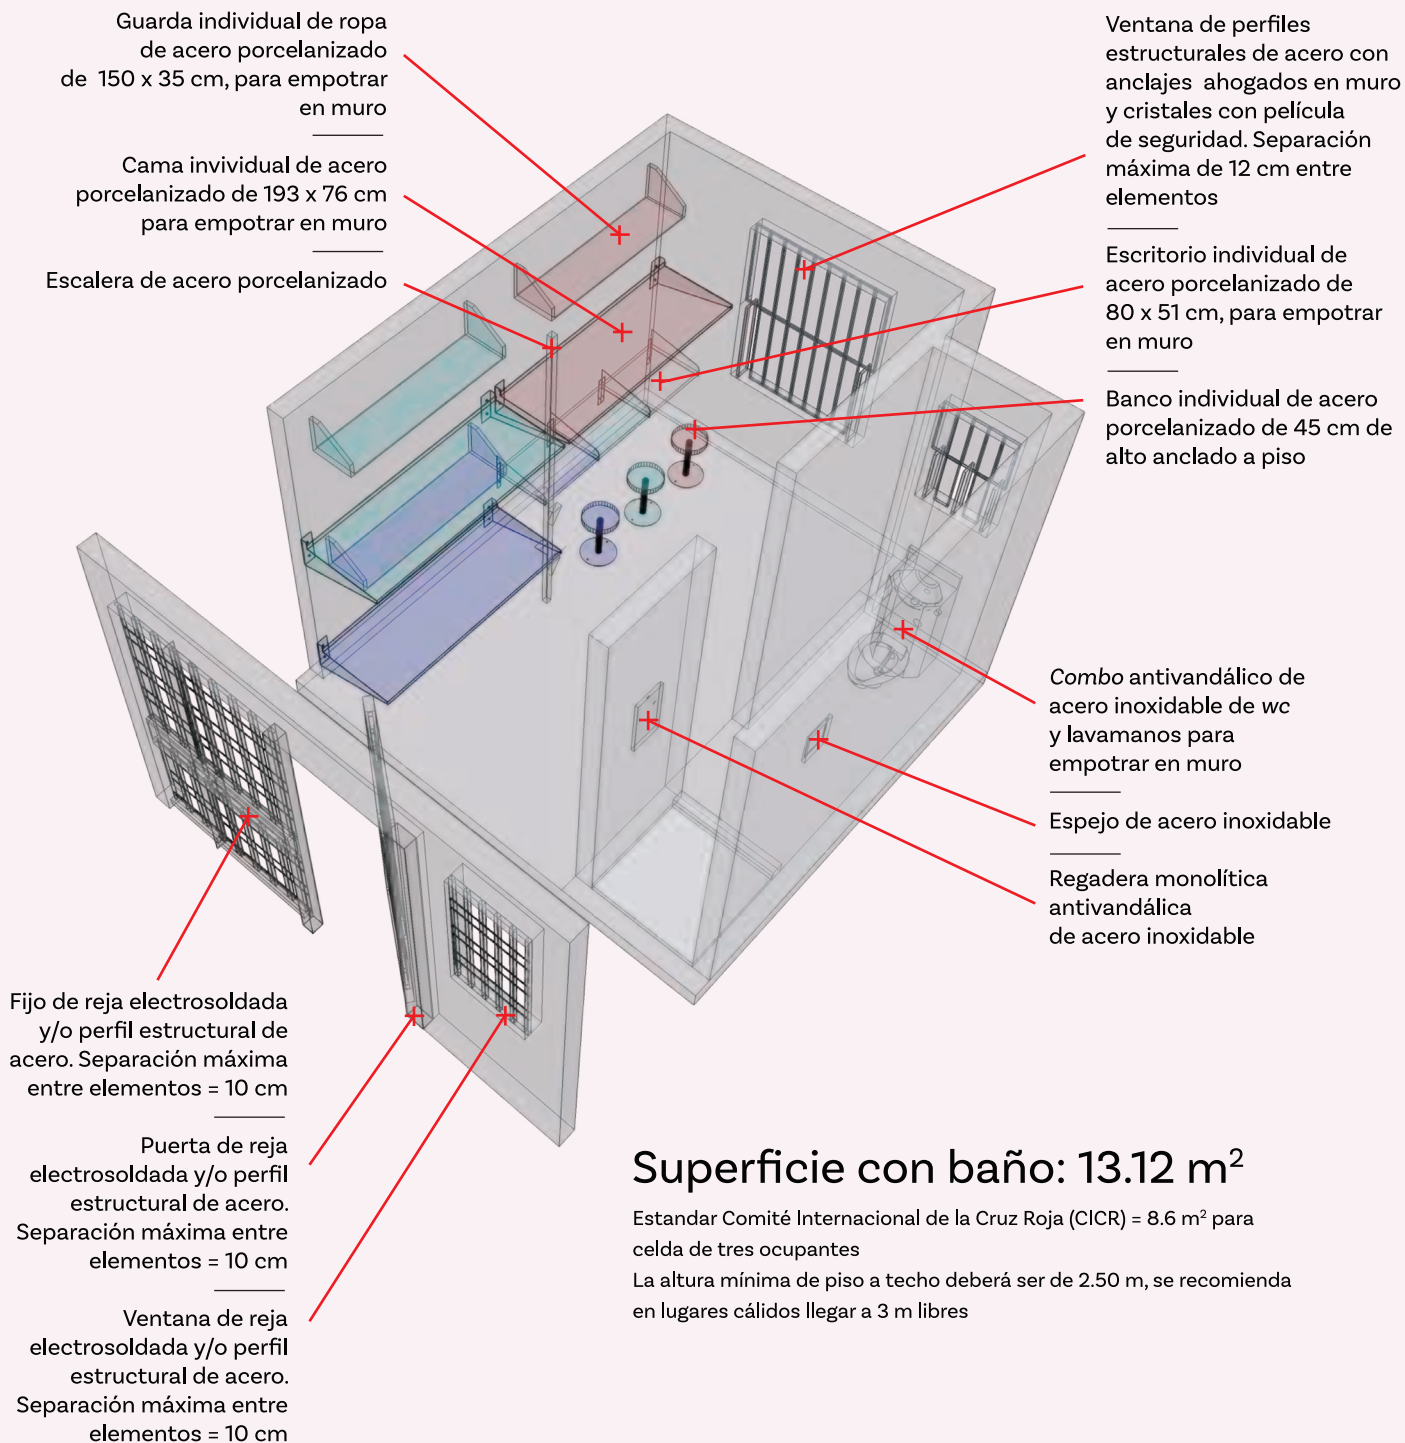 Guarda individual de ropa
de acero porcelanizado
de 150 x 35 cm, para empotrar
en muro
Cama invividual de acero
porcelanizado de 193 x 76 cm
para empotrar en muro
Escalera de acero porcelanizado
Ventana de perfiles
estructurales de acero con
anclajes ahogados en muro
y cristales con película
de seguridad. Separación
máxima de 12 cm entre
elementos
Escritorio individual de
acero porcelanizado de
80 x 51 cm, para empotrar
en muro
Banco individual de acero
porcelanizado de 45 cm de
alto anclado a piso
Combo antivandálico de
acero inoxidable de wc
y lavamanos para
empotrar en muro
Espejo de acero inoxidable
Regadera monolítica
antivandálica
de acero inoxidable
Fijo de reja electrosoldada
y/o perfil estructural de
acero. Separación máxima
entre elementos = 10 cm
Puerta de reja
electrosoldada y/o perfil
estructural de acero.
Separación máxima entre
elementos = 10 cm
Ventana de reja
electrosoldada y/o perfil
estructural de acero.
Separación máxima entre
elementos = 10 cm
Superficie con baño: 13.12 m²
Estandar Comité Internacional de la Cruz Roja (CICR) = 8.6 m² para
celda de tres ocupantes
La altura mínima de piso a techo deberá ser de 2.50 m, se recomienda
en lugares cálidos llegar a 3 m libres